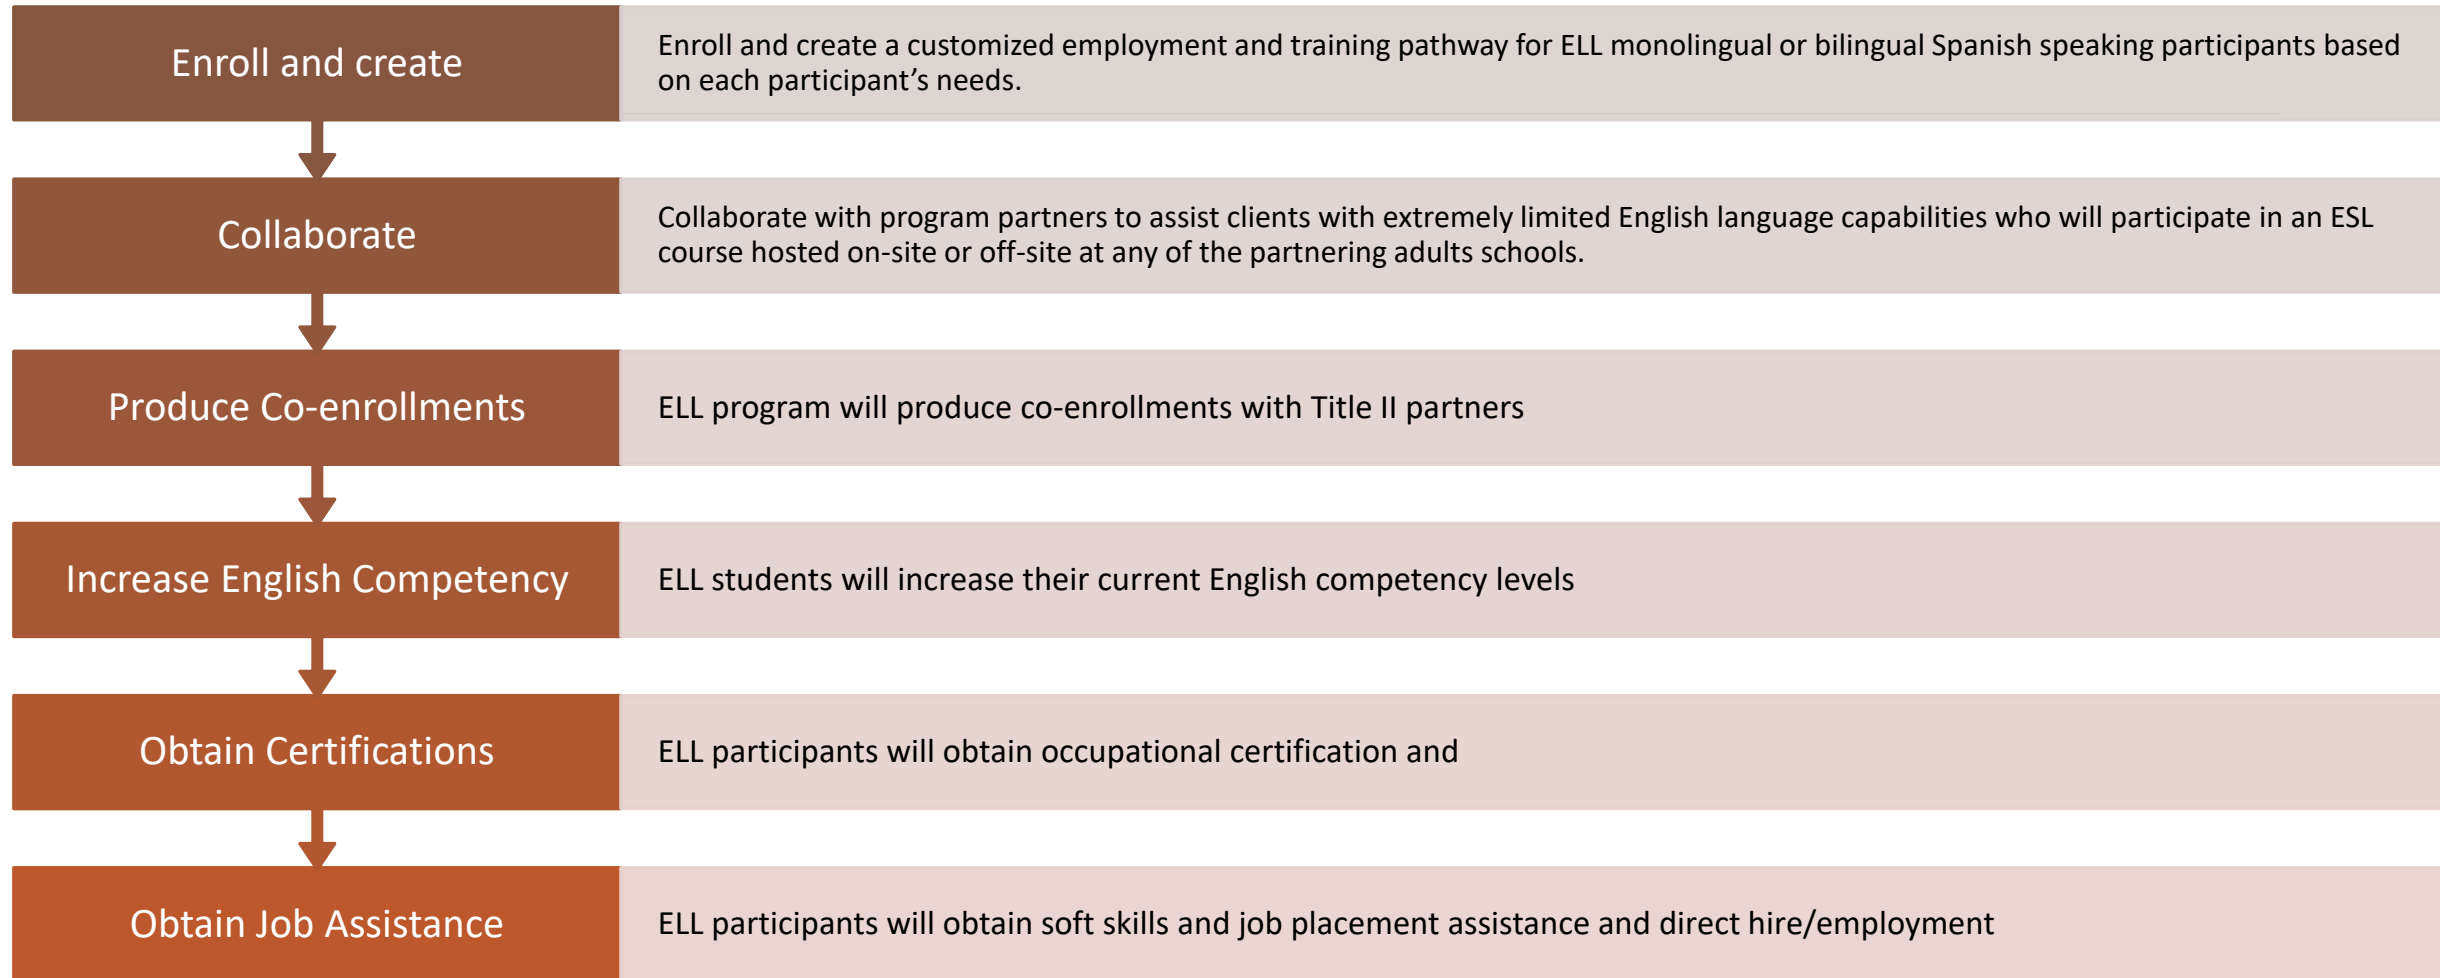 Enroll and create
Enroll and create a customized employment and training pathway for ELL monolingual or bilingual Spanish speaking participants based
on each participant’s needs.
Collaborate
Collaborate with program partners to assist clients with extremely limited English language capabilities who will participate in an ESL
course hosted on-site or off-site at any of the partnering adults schools.
Produce Co-enrollments
ELL program will produce co-enrollments with Title II partners
Increase English Competency
ELL students will increase their current English competency levels
Obtain Certifications
ELL participants will obtain occupational certification and
Obtain Job Assistance
ELL participants will obtain soft skills and job placement assistance and direct hire/employment